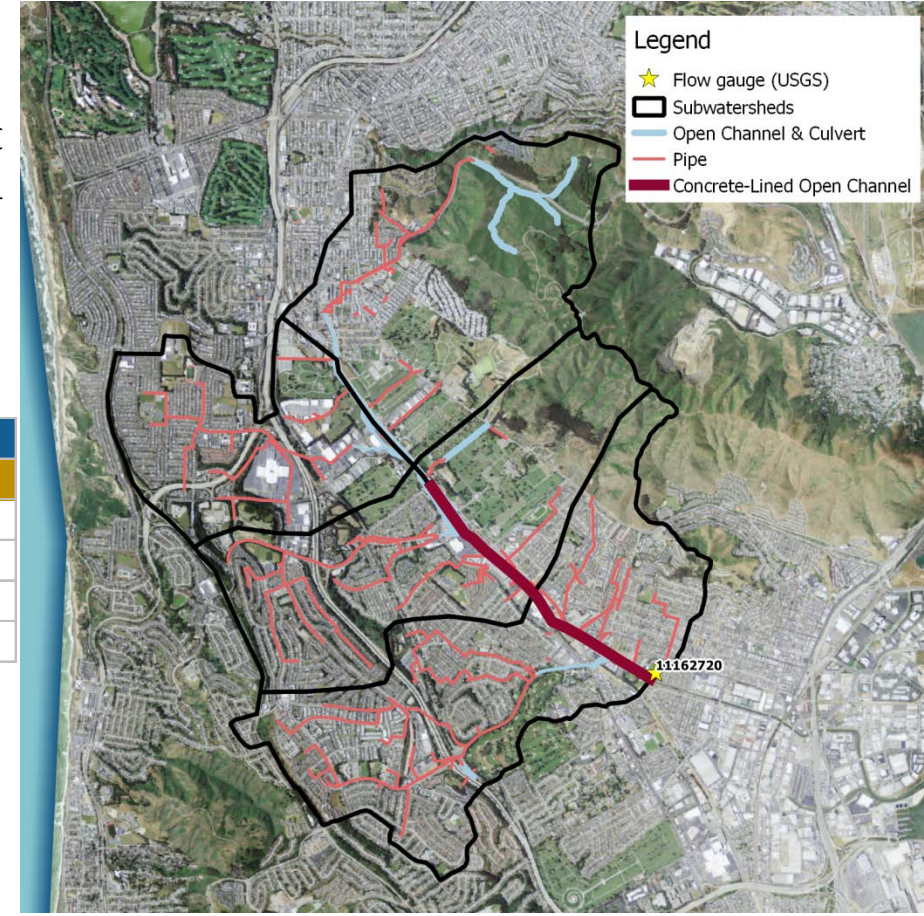 Legend
Flow gauge (USGS)
Subwatersheds
Open Channel & Culvert
Pipe
Concrete-Lined Open Channel
11162720